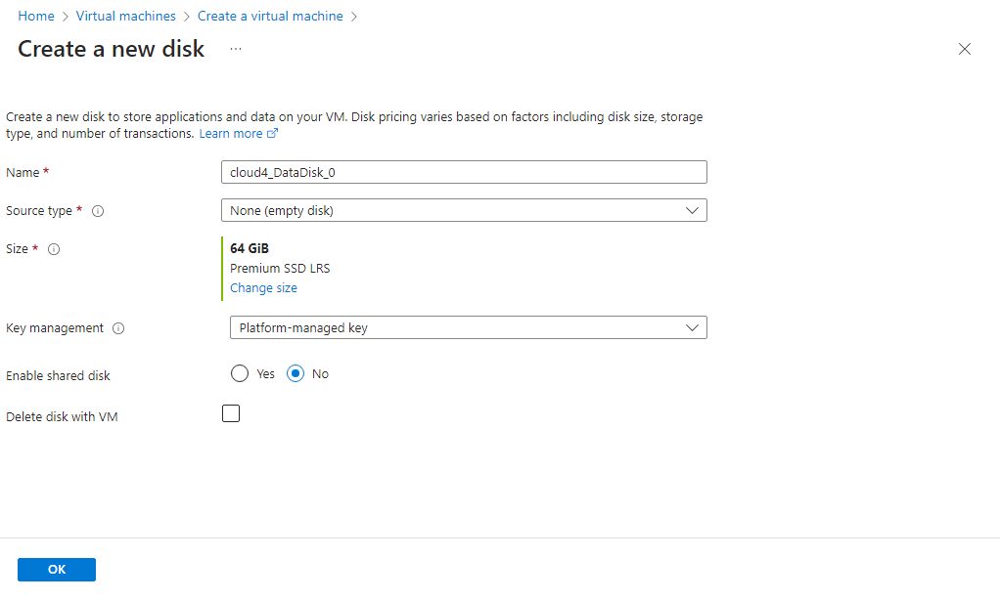 Home > Virtual machines > Create a virtual machine >
Create a new disk ...
Create a new disk to store applications and data on your VM. Disk pricing varies based on factors including disk size, storage
type, and number of transactions. Learn more
Name * cloud4_DataDisk_0
Source type * None (empty disk)
Size * 64 GiB
Premium SSD LRS
Change size
Key management Platform-managed key
Enable shared disk Yes No
Delete disk with VM
OK